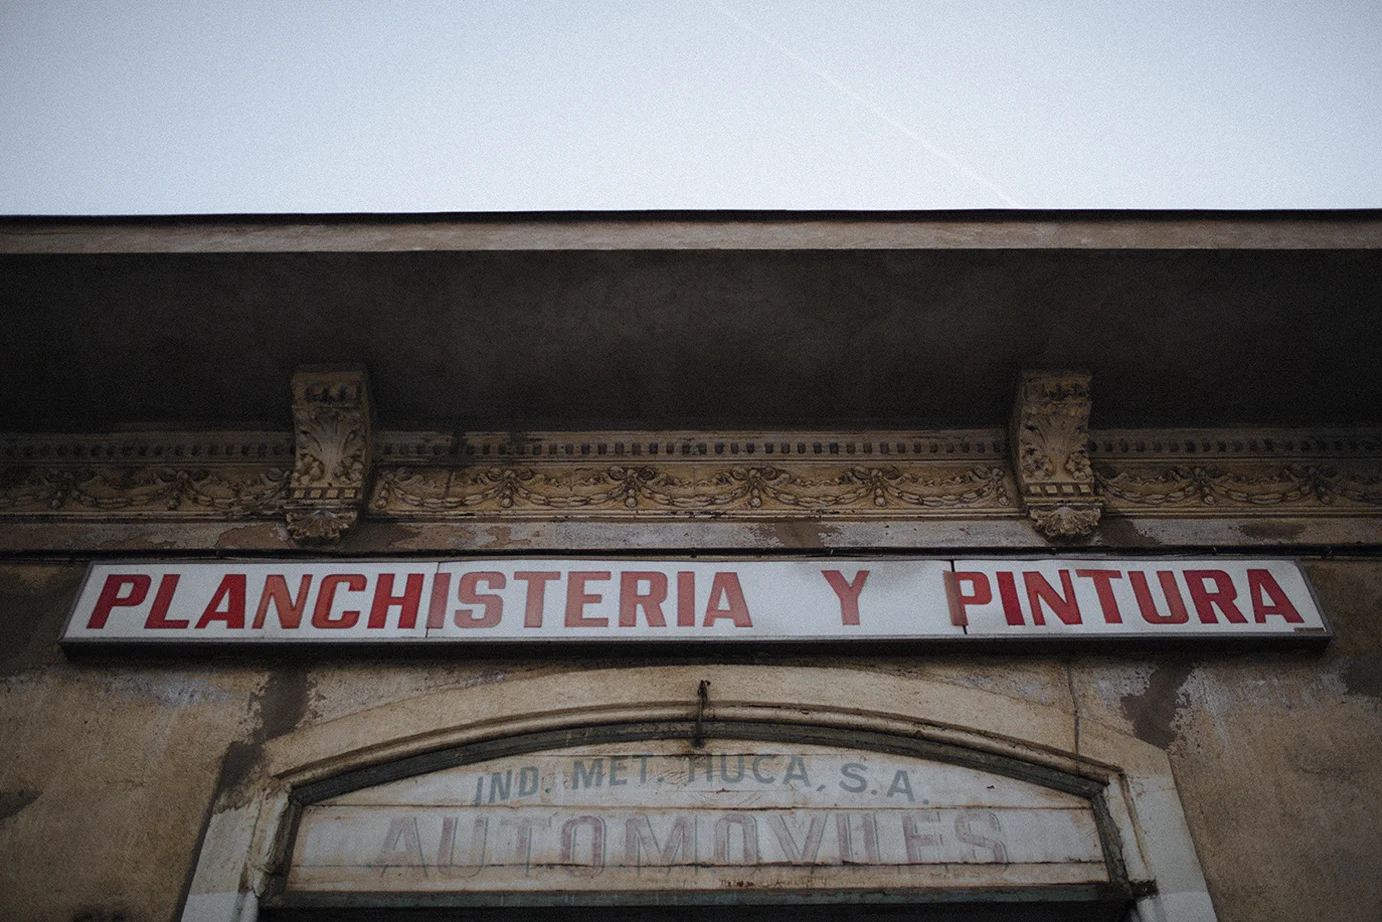 PLANCHISTERIA Y PINTURA
IND. MET. HUCA, S.A.
AUTOMOVILES